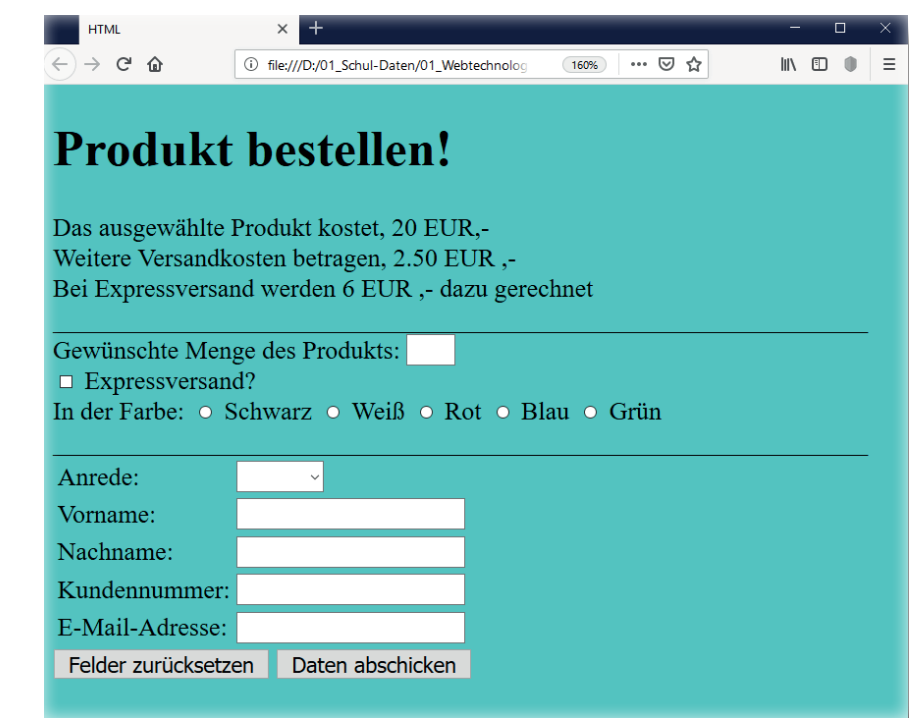 HTML
file:///D:/01_Schul-Daten/01_Webtechnolog
160%
Produkt bestellen!
Das ausgewählte Produkt kostet, 20 EUR,-
Weitere Versandkosten betragen, 2.50 EUR ,-
Bei Expressversand werden 6 EUR ,- dazu gerechnet
Gewünschte Menge des Produkts:
Expressversand?
In der Farbe: Schwarz Weiß Rot Blau Grün
Anrede:
Vorname:
Nachname:
Kundennummer:
E-Mail-Adresse:
Felder zurücksetzen Daten abschicken